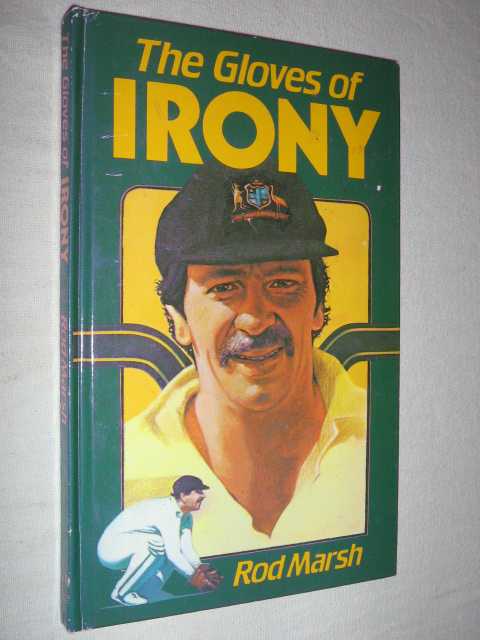 The Gloves of
IRONY
Rod Marsh
The Gloves of IRONY Rod Marsh